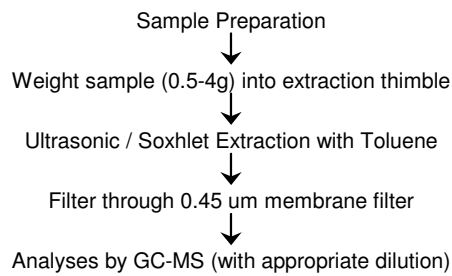 Sample Preparation
Weight sample (0.5-4g) into extraction thimble
Ultrasonic / Soxhlet Extraction with Toluene
Filter through 0.45 um membrane filter
Analyses by GC-MS (with appropriate dilution)